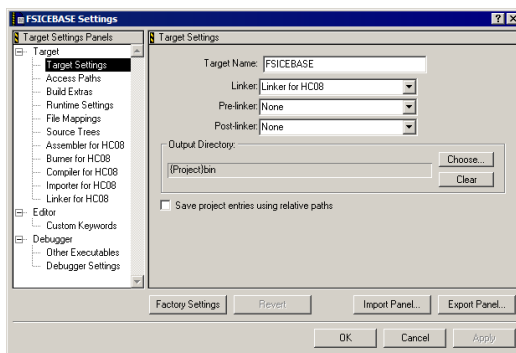 FSICEBASE Settings
Target Settings Panels
Target
Target Settings
Access Paths
Build Extras
Runtime Settings
File Mappings
Source Trees
Assembler for HC08
Burner for HC08
Compiler for HC08
Importer for HC08
Linker for HC08
Editor
Custom Keywords
Debugger
Other Executables
Debugger Settings
Target Settings
Target Name: FSICEBASE
Linker: Linker for HC08
Pre-linker: None
Post-linker: None
Output Directory:
{Project}bin
Choose...
Clear
Save project entries using relative paths
Factory Settings Revert Import Panel... Export Panel...
OK Cancel Apply